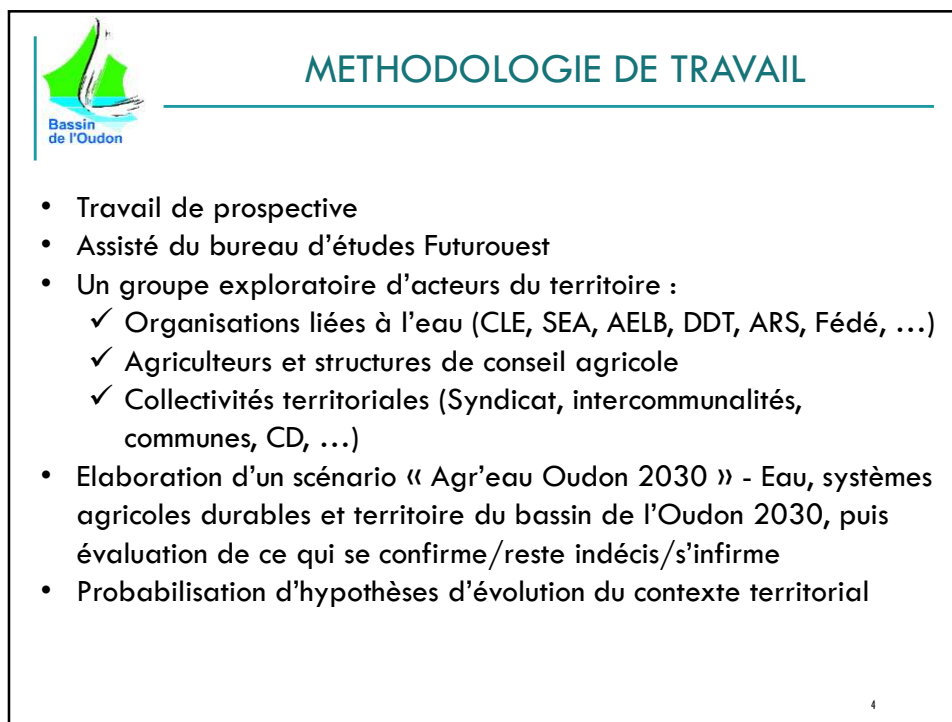 Bassin
de l'Oudon
METHODOLOGIE DE TRAVAIL
• Travail de prospective
• Assisté du bureau d'études Futurouest
• Un groupe exploratoire d'acteurs du territoire :
✓ Organisations liées à l'eau (CLE, SEA, AELB, DDT, ARS, Fédé, …)
✓ Agriculteurs et structures de conseil agricole
✓ Collectivités territoriales (Syndicat, intercommunalités,
communes, CD, …)
• Elaboration d'un scénario « Agr'eau Oudon 2030 » - Eau, systèmes
agricoles durables et territoire du bassin de l'Oudon 2030, puis
évaluation de ce qui se confirme/reste indécis/s'infirme
• Probabilisation d'hypothèses d'évolution du contexte territorial
4